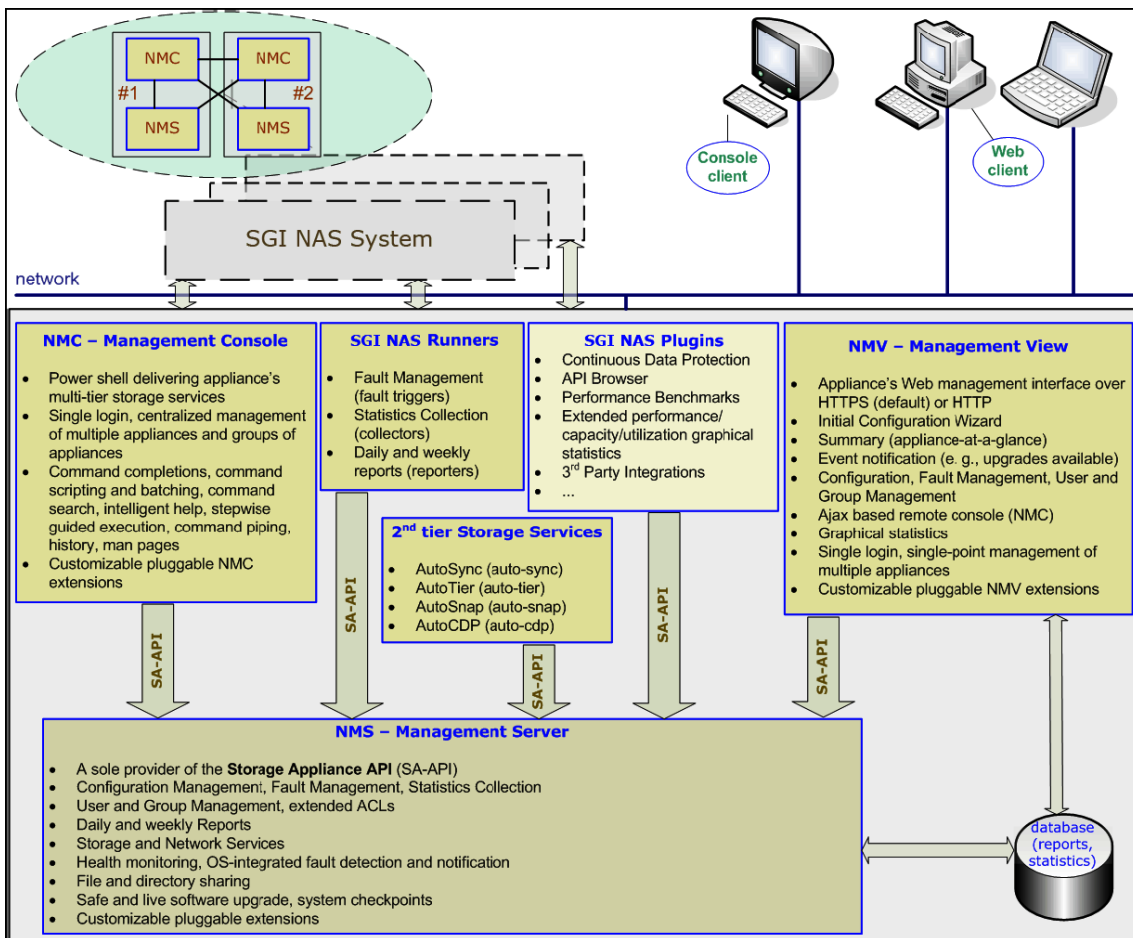 NMC
NMC
#1
#2
NMS
NMS
SGI NAS System
Console
client
Web
client
network
NMC – Management Console
• Power shell delivering appliance's
multi-tier storage services
• Single login, centralized management
of multiple appliances and groups of
appliances
• Command completions, command
scripting and batching, command
search, intelligent help, stepwise
guided execution, command piping,
history, man pages
• Customizable pluggable NMC
extensions
SGI NAS Runners
• Fault Management
(fault triggers)
• Statistics Collection
(collectors)
• Daily and weekly
reports (reporters)
SGI NAS Plugins
• Continuous Data Protection
• API Browser
• Performance Benchmarks
• Extended performance/
capacity/utilization graphical
statistics
• 3rd Party Integrations
• ...
NMV – Management View
• Appliance's Web management interface over
HTTPS (default) or HTTP
• Initial Configuration Wizard
• Summary (appliance-at-a-glance)
• Event notification (e. g., upgrades available)
• Configuration, Fault Management, User and
Group Management
• Ajax based remote console (NMC)
• Graphical statistics
• Single login, single-point management of
multiple appliances
• Customizable pluggable NMV extensions
2nd tier Storage Services
• AutoSync (auto-sync)
• AutoTier (auto-tier)
• AutoSnap (auto-snap)
• AutoCDP (auto-cdp)
SA-API
SA-API
SA-API
SA-API
SA-API
NMS – Management Server
• A sole provider of the Storage Appliance API (SA-API)
• Configuration Management, Fault Management, Statistics Collection
• User and Group Management, extended ACLs
• Daily and weekly Reports
• Storage and Network Services
• Health monitoring, OS-integrated fault detection and notification
• File and directory sharing
• Safe and live software upgrade, system checkpoints
• Customizable pluggable extensions
database
(reports,
statistics)